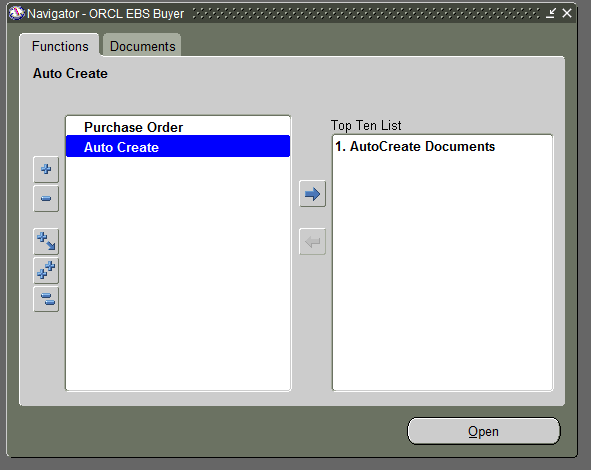 Navigator - ORCL EBS Buyer
Functions
Documents
Auto Create
Purchase Order
Auto Create
Top Ten List
1. AutoCreate Documents
Open